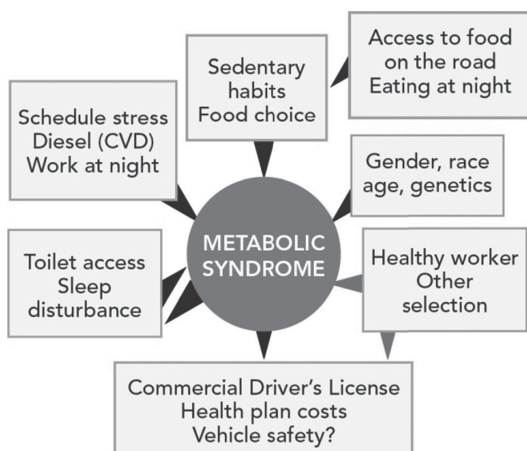 Access to food
on the road
Eating at night
Sedentary
habits
Food choice
Schedule stress
Diesel (CVD)
Work at night
Gender, race
age, genetics
METABOLIC
SYNDROME
Toilet access
Sleep
disturbance
Healthy worker
Other
selection
Commercial Driver's License
Health plan costs
Vehicle safety?